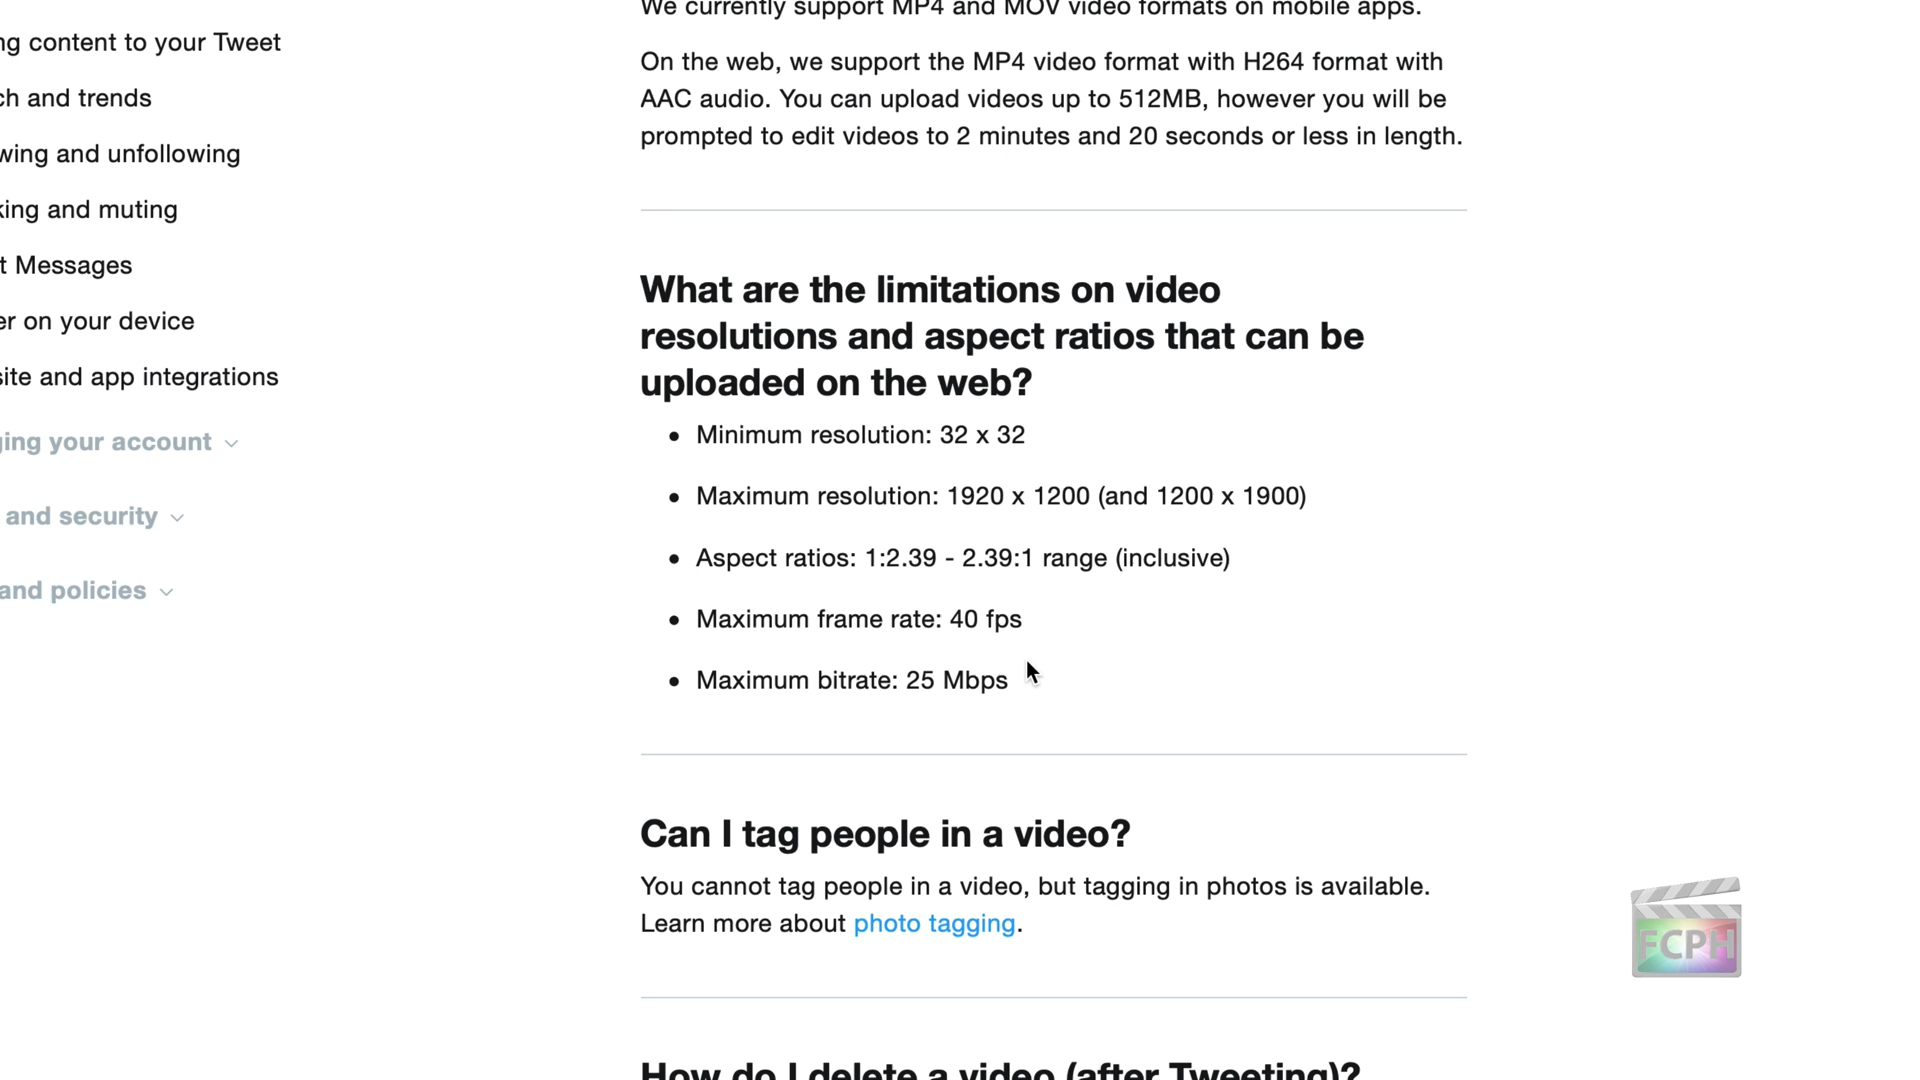 ng content to your Tweet
ch and trends
wing and unfollowing
king and muting
t Messages
er on your device
site and app integrations
ging your account
and security
and policies
We currently support MP4 and MOV video formats on mobile apps.
On the web, we support the MP4 video format with H264 format with
AAC audio. You can upload videos up to 512MB, however you will be
prompted to edit videos to 2 minutes and 20 seconds or less in length.
What are the limitations on video
resolutions and aspect ratios that can be
uploaded on the web?
• Minimum resolution: 32 x 32
• Maximum resolution: 1920 x 1200 (and 1200 x 1900)
• Aspect ratios: 1:2.39 - 2.39:1 range (inclusive)
• Maximum frame rate: 40 fps
• Maximum bitrate: 25 Mbps
Can I tag people in a video?
You cannot tag people in a video, but tagging in photos is available.
Learn more about photo tagging.
How do I delete a video (after Tweeting)?
FCPH